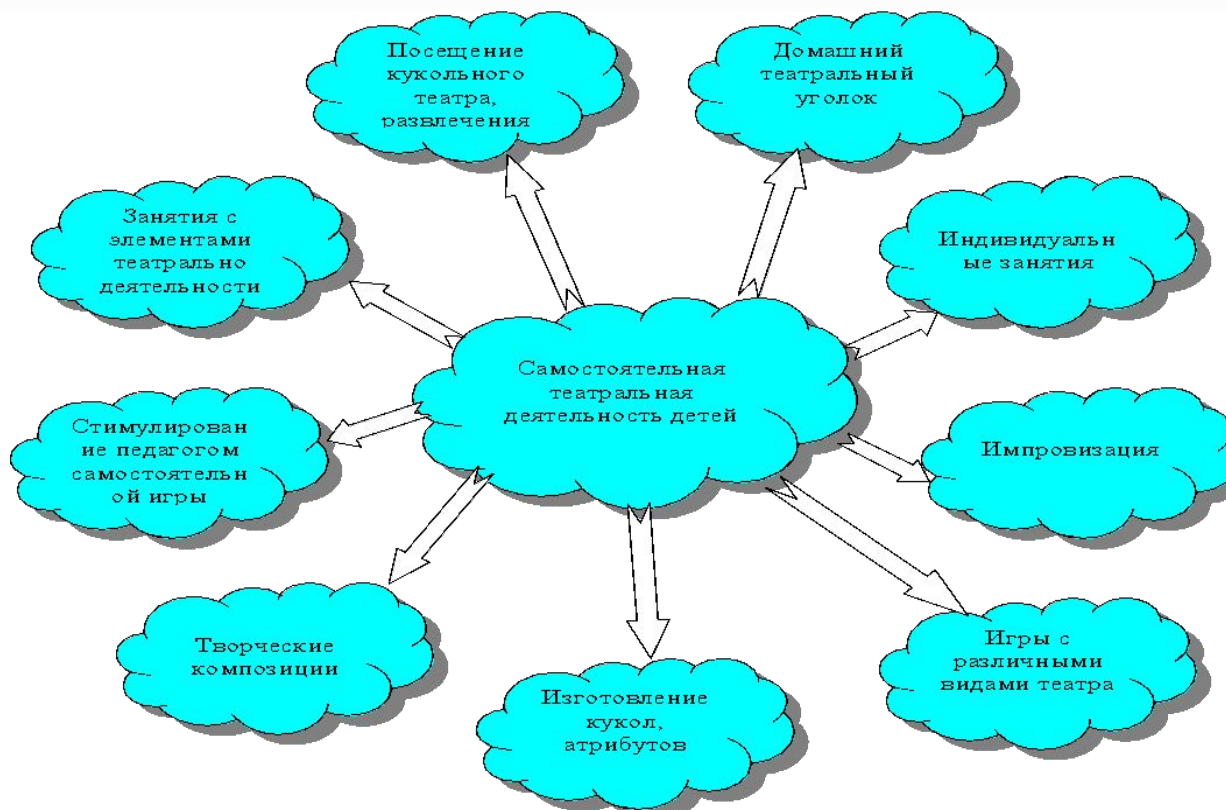 Посещение
кукольного
театра,
развлечения
Домашний
театральный
уголок
Занятия с
элементами
театрально
деятельности
Индивидуальн
ые занятия
Самостоятельная
театральная
деятельность детей
Стимулирован
ие педагогом
самостоятельн
ой игры
Импровизация
Творческие
композиции
Изготовление
кукол,
атрибутов
Игры с
различными
видами театра